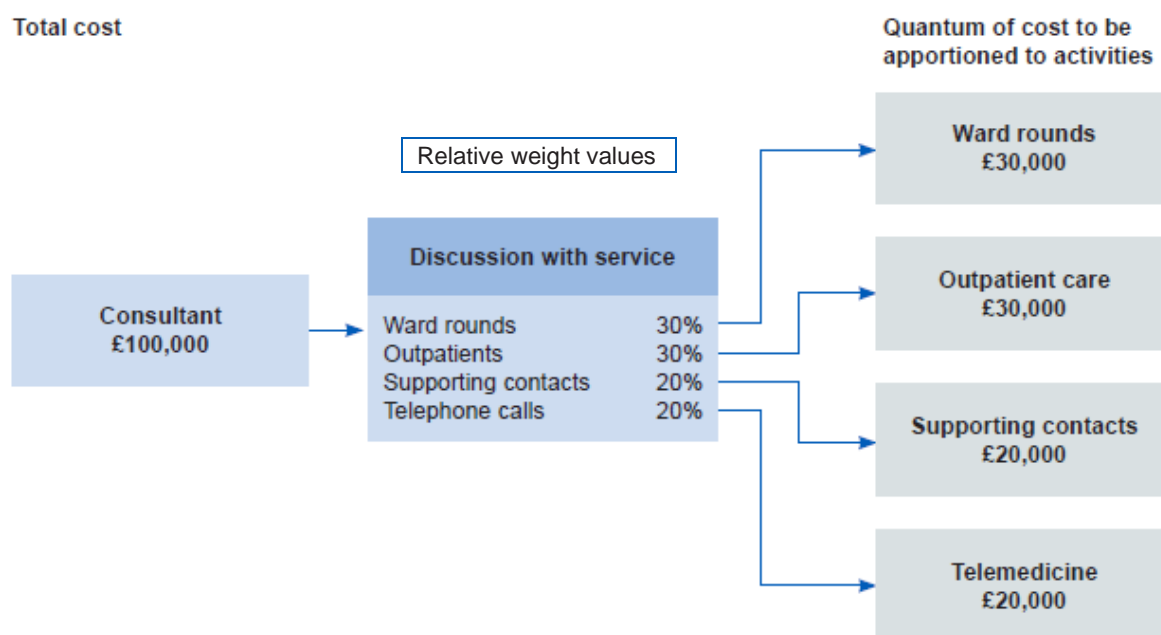 Total cost
Quantum of cost to be
apportioned to activities
Relative weight values
Consultant
£100,000
Discussion with service
Ward rounds 30%
Outpatients 30%
Supporting contacts 20%
Telephone calls 20%
Ward rounds
£30,000
Outpatient care
£30,000
Supporting contacts
£20,000
Telemedicine
£20,000